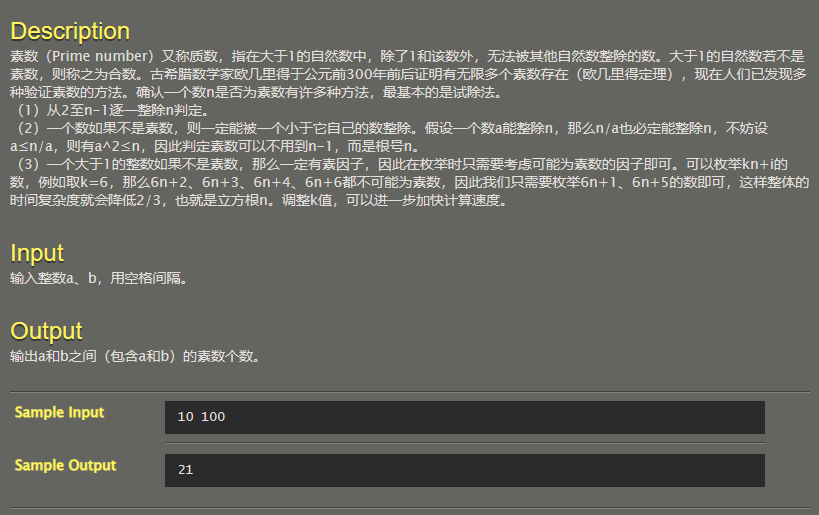 Description
素数（Prime number）又称质数，指在大于1的自然数中，除了1和该数外，无法被其他自然数整除的数。大于1的自然数若不是
素数，则称之为合数。古希腊数学家欧几里得于公元前300年前后证明有无限多个素数存在（欧几里得定理），现在人们已发现多
种验证素数的方法。确认一个数n是否为素数有许多种方法，最基本的是试除法。
（1）从2至n-1逐一整除n判定。
（2）一个数如果不是素数，则一定能被一个小于它自己的数整除。假设一个数a能整除n，那么n/a也必定能整除n，不妨设
a≤n/a，则有a^2≤n，因此判定素数可以不用到n-1，而是根号n。
（3）一个大于1的整数如果不是素数，那么一定有素因子，因此在枚举时只需要考虑可能为素数的因子即可。可以枚举kn+i的
数，例如取k=6，那么6n+2、6n+3、6n+4、6n+6都不可能为素数，因此我们只需要枚举6n+1、6n+5的数即可，这样整体的
时间复杂度就会降低2/3，也就是立方根n。调整k值，可以进一步加快计算速度。
Input
输入整数a、b，用空格间隔。
Output
输出a和b之间（包含a和b）的素数个数。
Sample Input
10 100
Sample Output
21